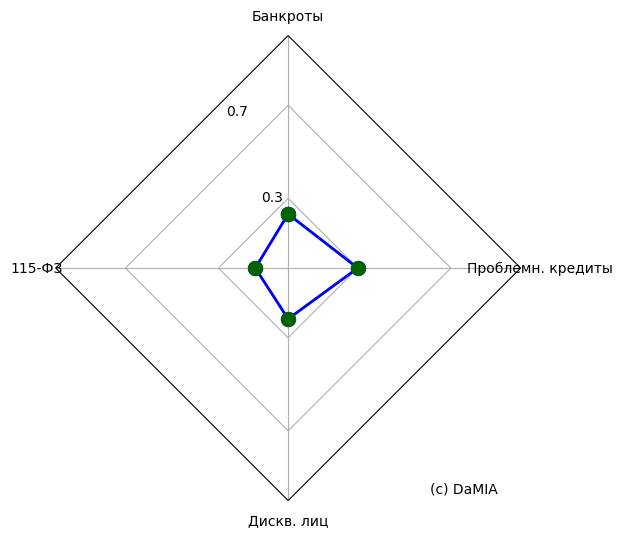 Банкроты
0.7
0.3
115-ФЗ
Проблемн. кредиты
(c) DaMIA
Дискв. лиц